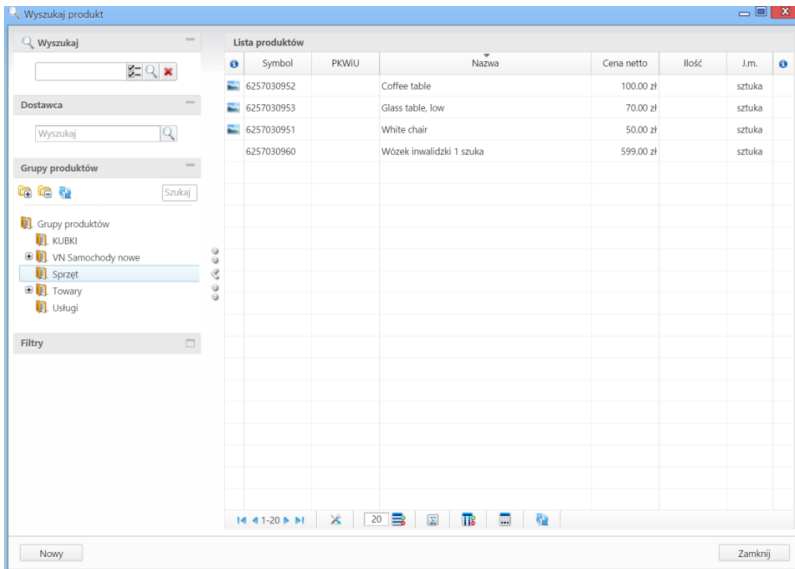 Wyszukaj produkt
Wyszukaj
Dostawca
Wyszukaj
Grupy produktów
Szukaj
Grupy produktów
KUBKI
VN Samochody nowe
Sprzęt
Towary
Usługi
Filtry
Lista produktów
Symbol PKWiU Nazwa Cena netto Ilość J.m.
6257030952 Coffee table 100.00 zł sztuka
6257030953 Glass table, low 70.00 zł sztuka
6257030951 White chair 50.00 zł sztuka
6257030960 Wózek inwalidzki 1 szuka 599.00 zł sztuka
1-20 20
Nowy Zamknij